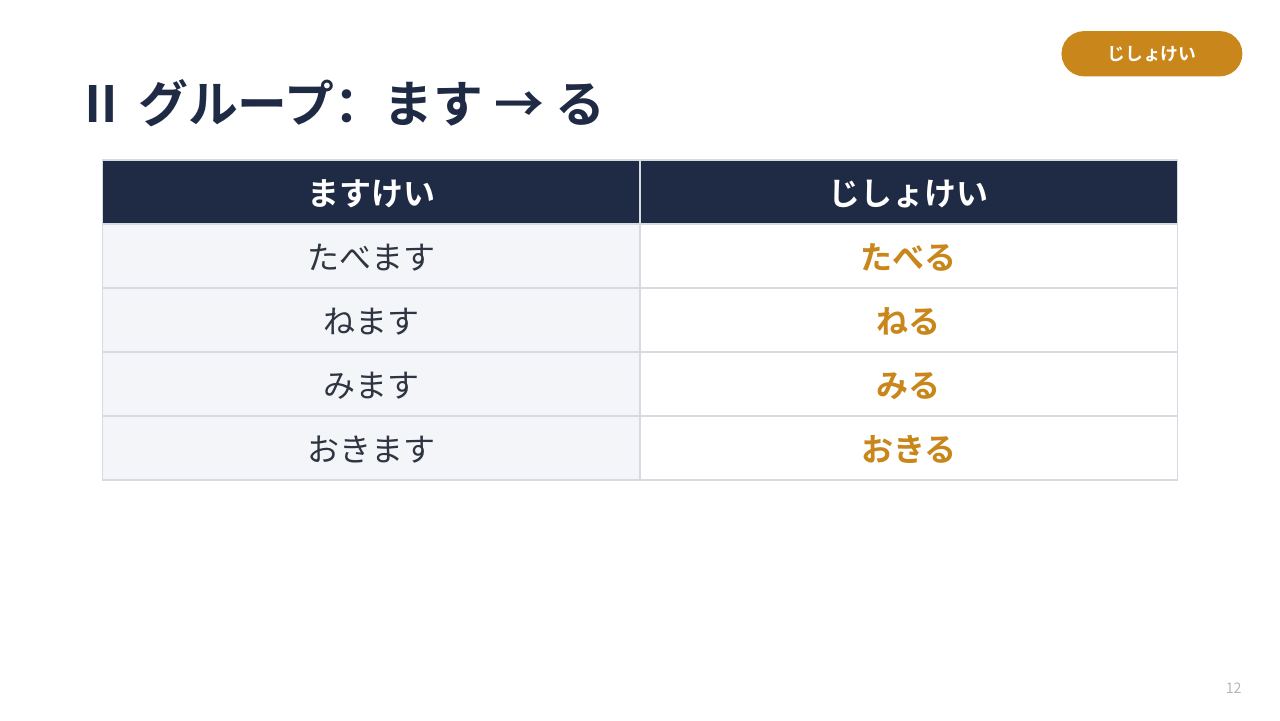 じしょけい
II グループ：ます → る
ますけい じしょけい
たべます たべる
ねます ねる
みます みる
おきます おきる
12